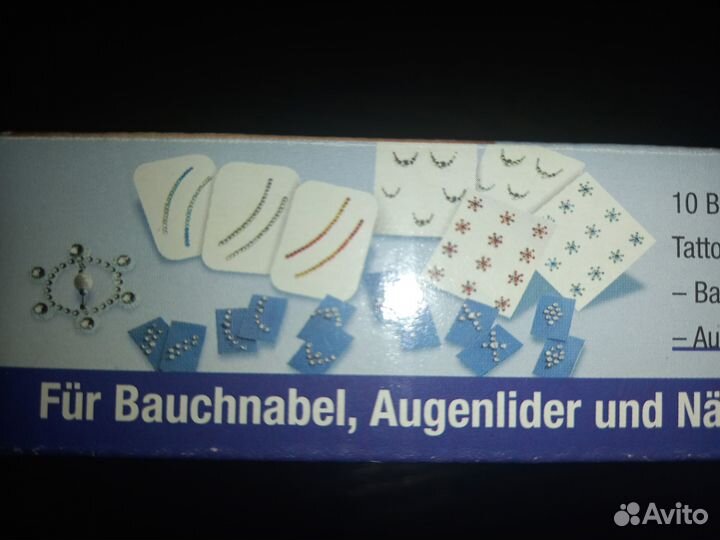 10 B
Tatto
– Ba
– Au
Für Bauchnabel, Augenlider und Nä
Avito